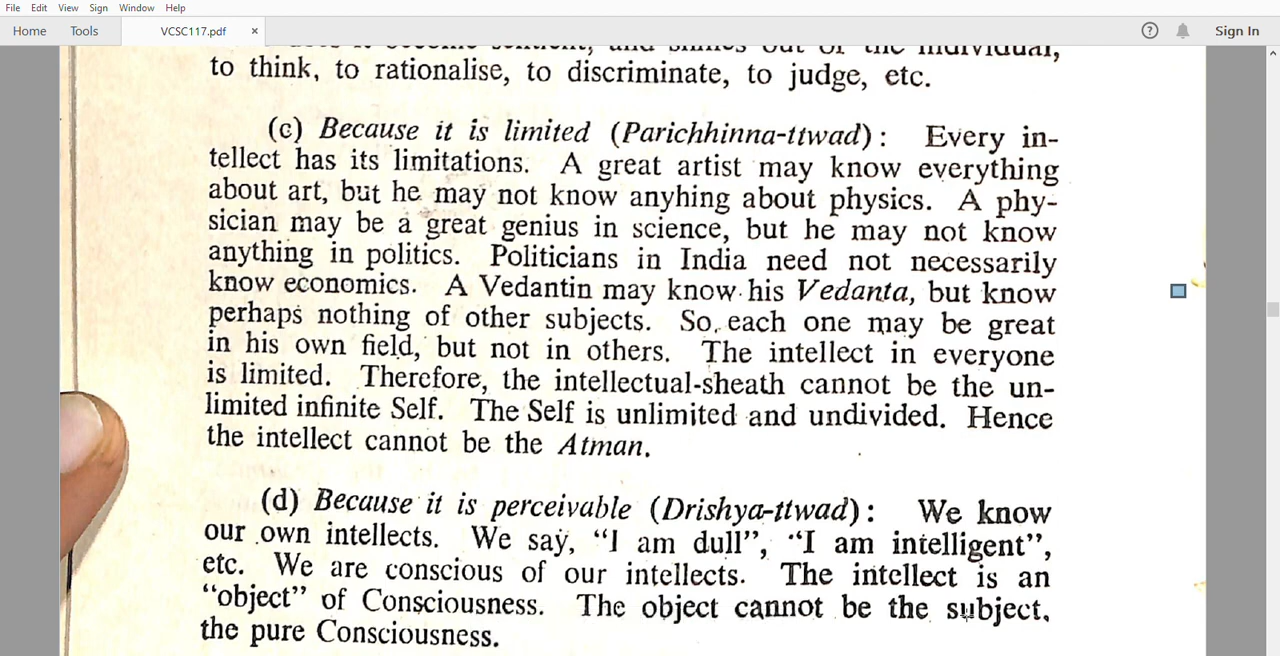 File Edit View Sign Window Help
Home Tools VCSC117.pdf × ? Sign In
individual,
to think, to rationalise, to discriminate, to judge, etc.
(c) Because it is limited (Parichhinna-ttwad): Every in-
tellect has its limitations. A great artist may know everything
about art, but he may not know anyhing about physics. A phy-
sician may be a great genius in science, but he may not know
anything in politics. Politicians in India need not necessarily
know economics. A Vedantin may know his Vedanta, but know
perhaps nothing of other subjects. So, each one may be great
in his own field, but not in others. The intellect in everyone
is limited. Therefore, the intellectual-sheath cannot be the un-
limited infinite Self. The Self is unlimited and undivided. Hence
the intellect cannot be the Atman.
(d) Because it is perceivable (Drishya-ttwad): We know
our own intellects. We say, “I am dull”, “I am intelligent”,
etc. We are conscious of our intellects. The intellect is an
“object” of Consciousness. The object cannot be the subject,
the pure Consciousness.